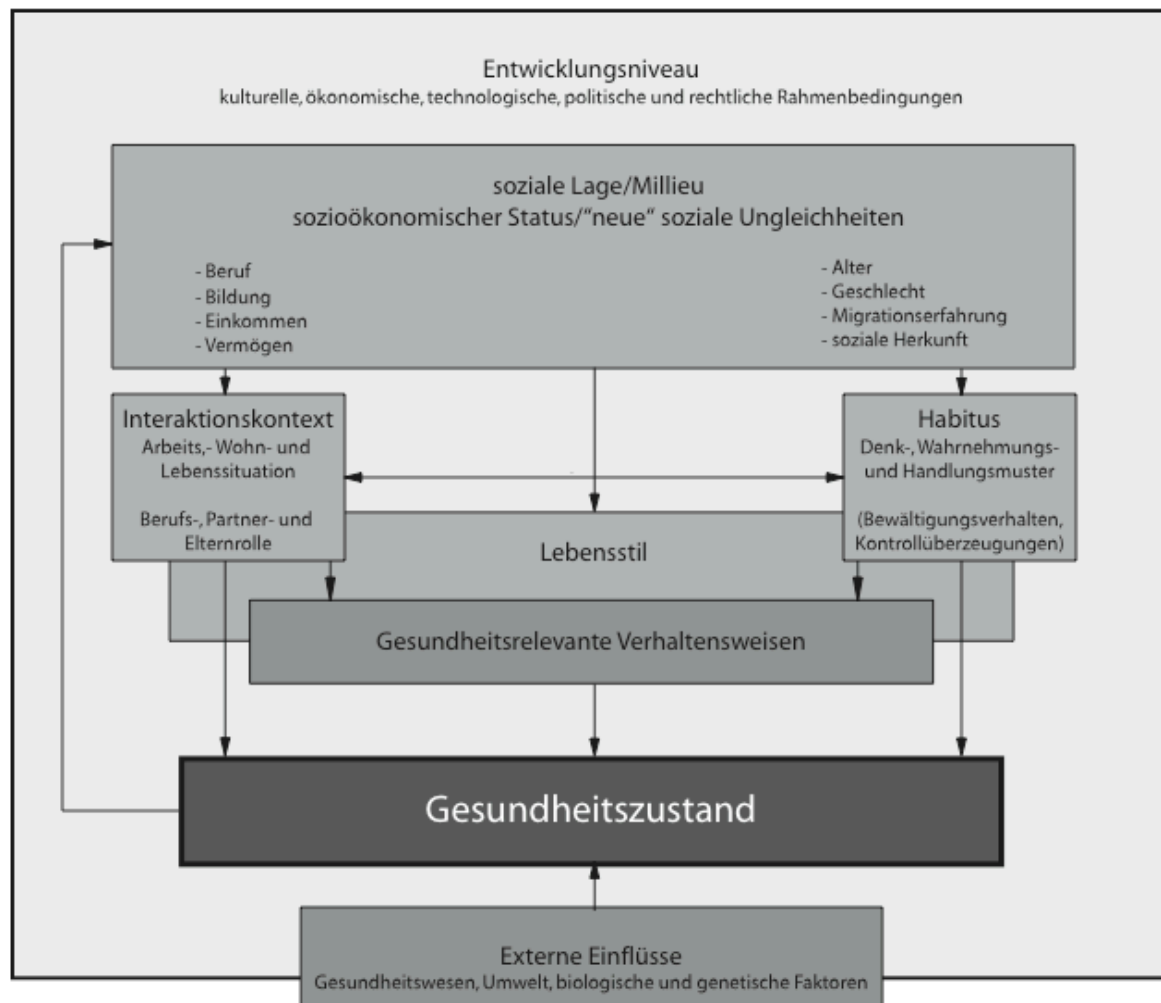 Entwicklungsniveau
kulturelle, ökonomische, technologische, politische und rechtliche Rahmenbedingungen
soziale Lage/Millieu
sozioökonomischer Status/“neue“ soziale Ungleichheiten
- Beruf
- Bildung
- Einkommen
- Vermögen
- Alter
- Geschlecht
- Migrationserfahrung
- soziale Herkunft
Interaktionskontext
Arbeits,- Wohn- und
Lebenssituation
Berufs-, Partner- und
Elternrolle
Habitus
Denk-, Wahrnehmungs-
und Handlungsmuster
(Bewältigungsverhalten,
Kontrollüberzeugungen)
Lebensstil
Gesundheitsrelevante Verhaltensweisen
Gesundheitszustand
Externe Einflüsse
Gesundheitswesen, Umwelt, biologische und genetische Faktoren